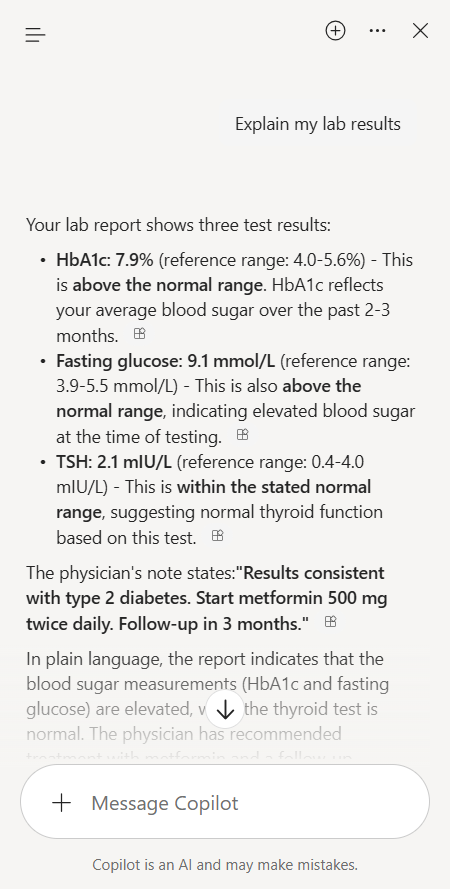 Explain my lab results
Your lab report shows three test results:
• HbA1c: 7.9% (reference range: 4.0-5.6%) - This
is above the normal range. HbA1c reflects
your average blood sugar over the past 2-3
months.
• Fasting glucose: 9.1 mmol/L (reference range:
3.9-5.5 mmol/L) - This is also above the
normal range, indicating elevated blood sugar
at the time of testing.
• TSH: 2.1 mIU/L (reference range: 0.4-4.0
mIU/L) - This is within the stated normal
range, suggesting normal thyroid function
based on this test.
The physician's note states:"Results consistent
with type 2 diabetes. Start metformin 500 mg
twice daily. Follow-up in 3 months."
In plain language, the report indicates that the
blood sugar measurements (HbA1c and fasting
glucose) are elevated, the thyroid test is
normal. The physician has recommended
treatment with metformin and a follow-up
Message Copilot
Copilot is an AI and may make mistakes.